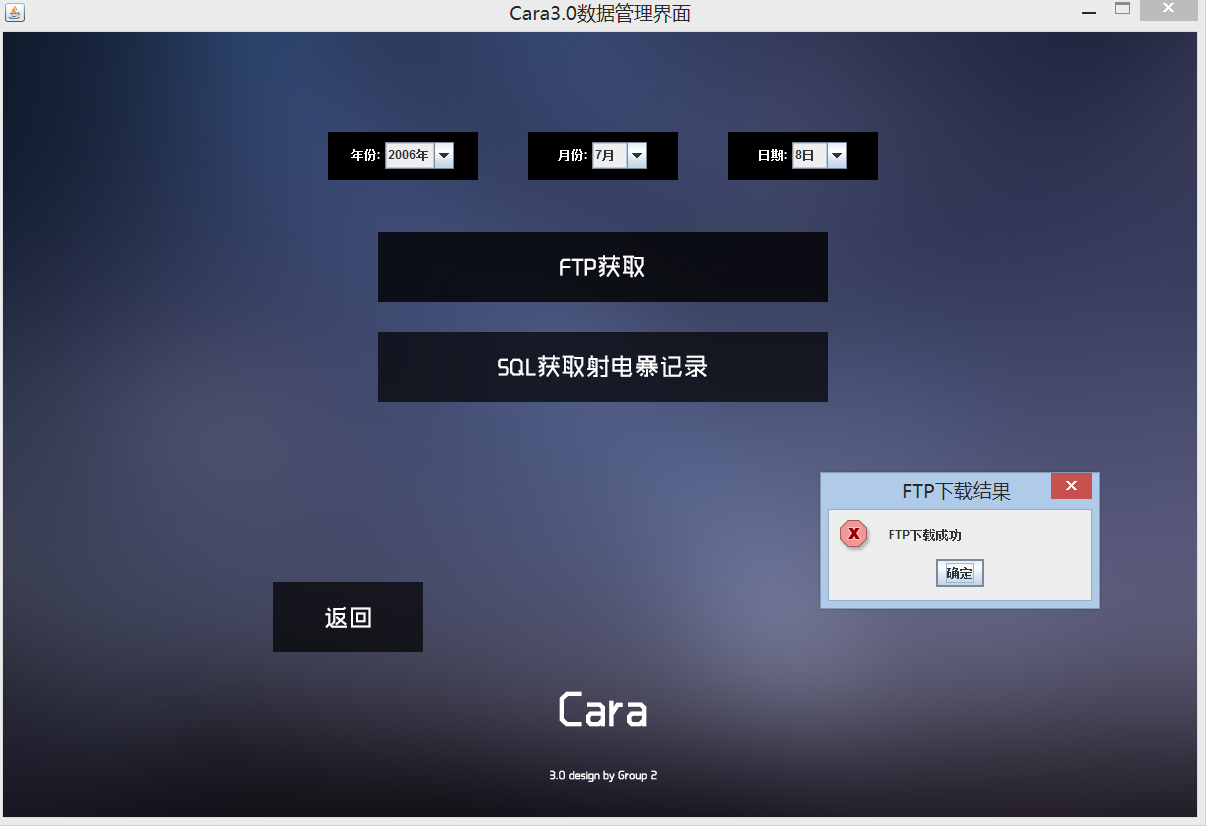 Cara3.0数据管理界面
年份: 2006年
月份: 7月
日期: 8日
FTP获取
SQL获取射电暴记录
FTP下载结果
FTP下载成功
确定
返回
Cara
3.0 design by Group 2